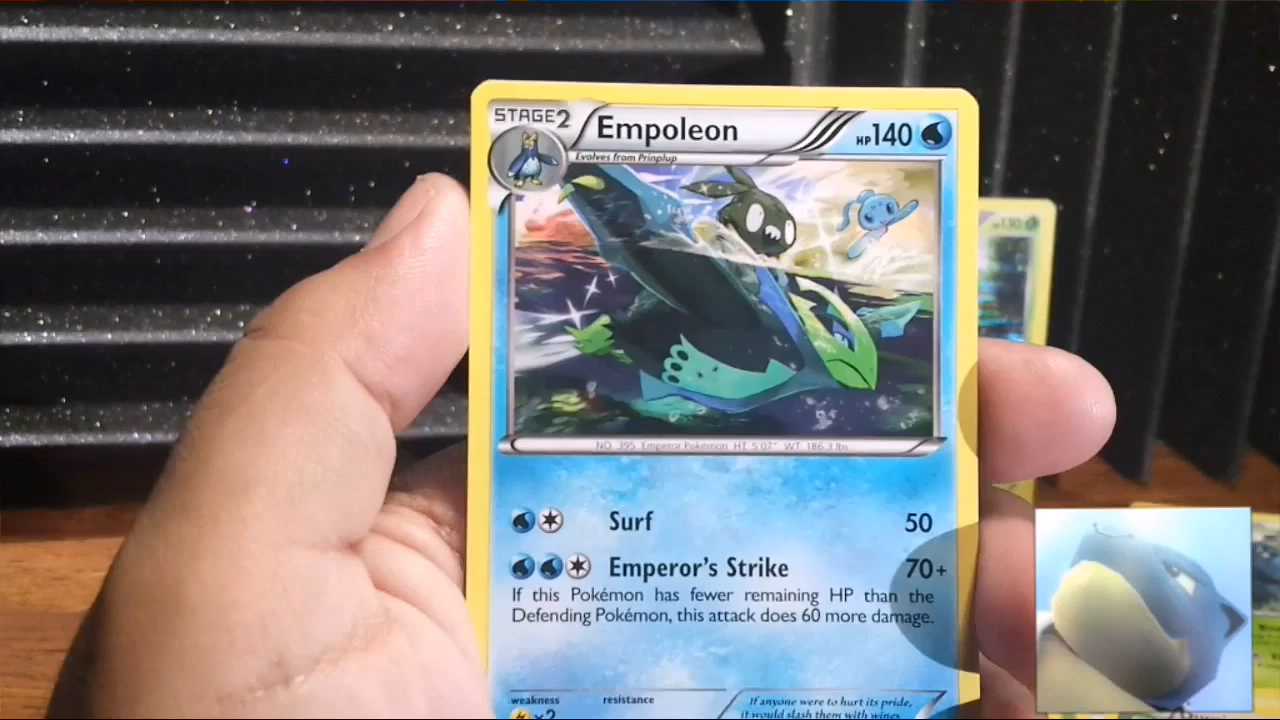 STAGE2
Empoleon
HP140
Evolves from Prinplup
HP130
NO. 395 Emperor Pokémon HT: 5'07" WT: 186.3 lbs
Surf 50
Emperor's Strike 70+
If this Pokémon has fewer remaining HP than the
Defending Pokémon, this attack does 60 more damage.
weakness resistance
×2
If anyone were to hurt its pride,
it would slash them with wings